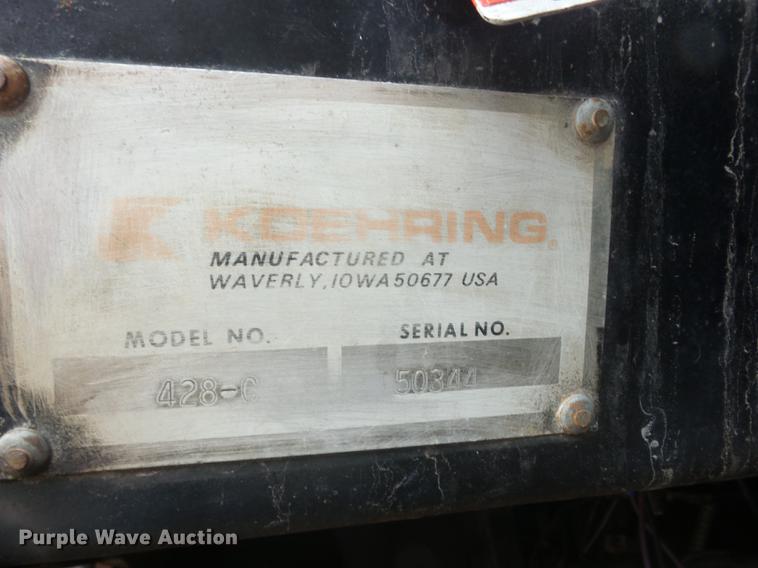 KOEHRING®
MANUFACTURED AT
WAVERLY, IOWA 50677 USA
MODEL NO. SERIAL NO.
428-C 50344
Purple Wave Auction